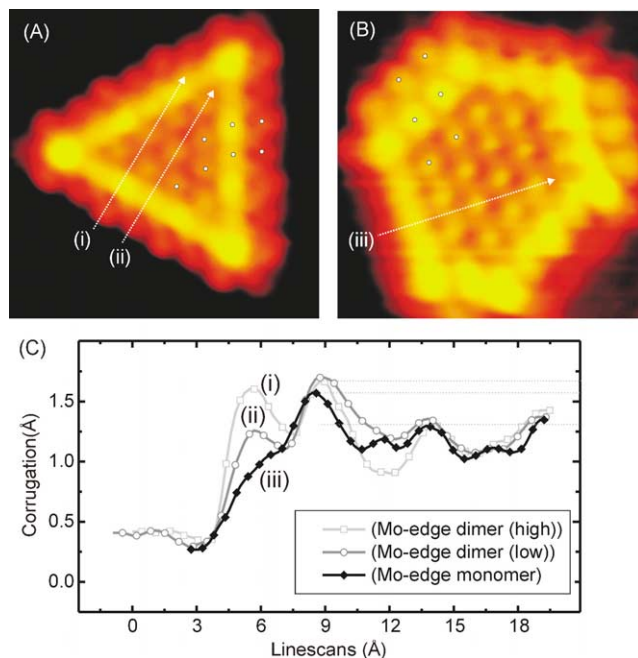 (A)
(B)
(i)
(ii)
(iii)
(C)
Corrugation(Å)
1.5
1.0
0.5
0.0
(i)
(ii)
(iii)
(Mo-edge dimer (high))
(Mo-edge dimer (low))
(Mo-edge monomer)
0 3 6 9 12 15 18
Linescans (Å)